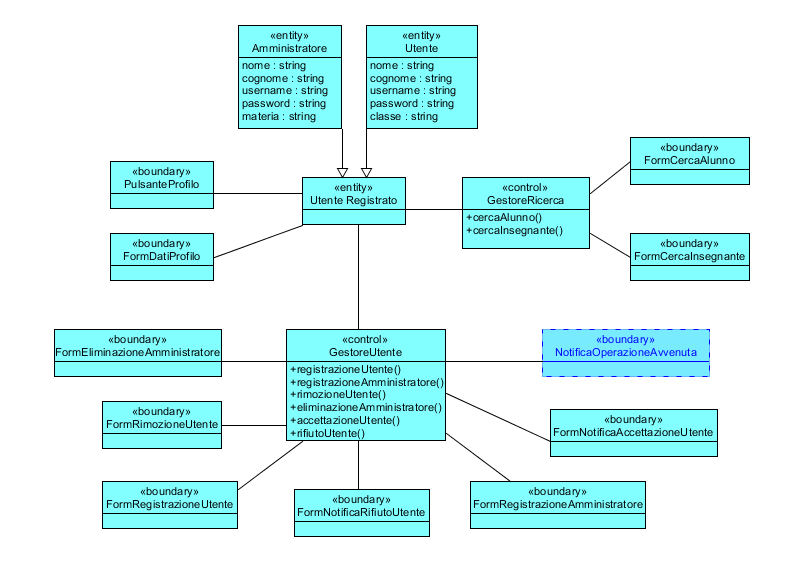 «entity»
Amministratore
nome : string
cognome : string
username : string
password : string
materia : string
«entity»
Utente
nome : string
cognome : string
username : string
password : string
classe : string
«boundary»
PulsanteProfilo
«entity»
Utente Registrato
«control»
GestoreRicerca
+cercaAlunno()
+cercaInsegnante()
«boundary»
FormCercaAlunno
«boundary»
FormDatiProfilo
«boundary»
FormCercaInsegnante
«boundary»
FormEliminazioneAmministratore
«control»
GestoreUtente
+registrazioneUtente()
+registrazioneAmministratore()
+rimozioneUtente()
+eliminazioneAmministratore()
+accettazioneUtente()
+rifiutoUtente()
«boundary»
NotificaOperazioneAvvenuta
«boundary»
FormRimozioneUtente
«boundary»
FormNotificaAccettazioneUtente
«boundary»
FormRegistrazioneUtente
«boundary»
FormNotificaRifiutoUtente
«boundary»
FormRegistrazioneAmministratore